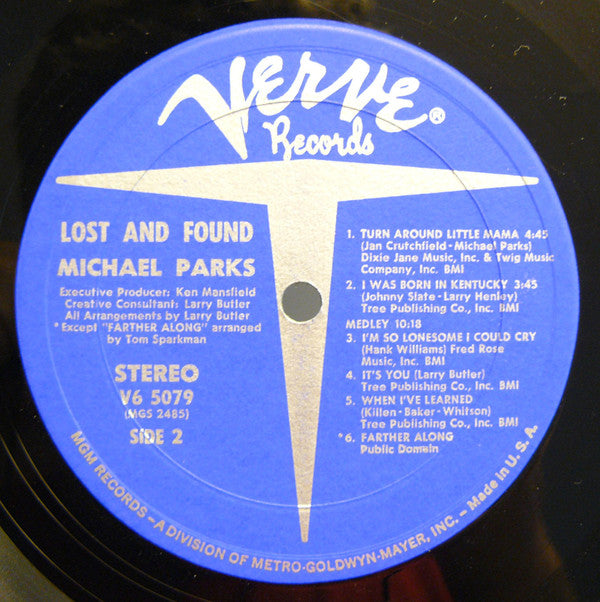 VERVE®
Records
LOST AND FOUND
MICHAEL PARKS
Executive Producer: Ken Mansfield
Creative Consultant: Larry Butler
All Arrangements by Larry Butler
*Except "FARTHER ALONG" arranged
by Tom Sparkman
STEREO
V6 5079
(MGS 2485)
SIDE 2
1. TURN AROUND LITTLE MAMA 4:45
(Jan Crutchfield - Michael Parks)
Dixie Jane Music, Inc. & Twig Music
Company, Inc. BMI
2. I WAS BORN IN KENTUCKY 3:45
(Johnny Slate - Larry Henley)
Tree Publishing Co., Inc. BMI
MEDLEY 10:18
3. I'M SO LONESOME I COULD CRY
(Hank Williams) Fred Rose
Music, Inc. BMI
4. IT'S YOU (Larry Butler)
Tree Publishing Co., Inc. BMI
5. WHEN I'VE LEARNED
(Killen - Baker - Whitson)
Tree Publishing Co., Inc. BMI
*6. FARTHER ALONG
Public Domain
MGM RECORDS – A DIVISION OF METRO-GOLDWYN-MAYER, INC. – Made in U. S. A.